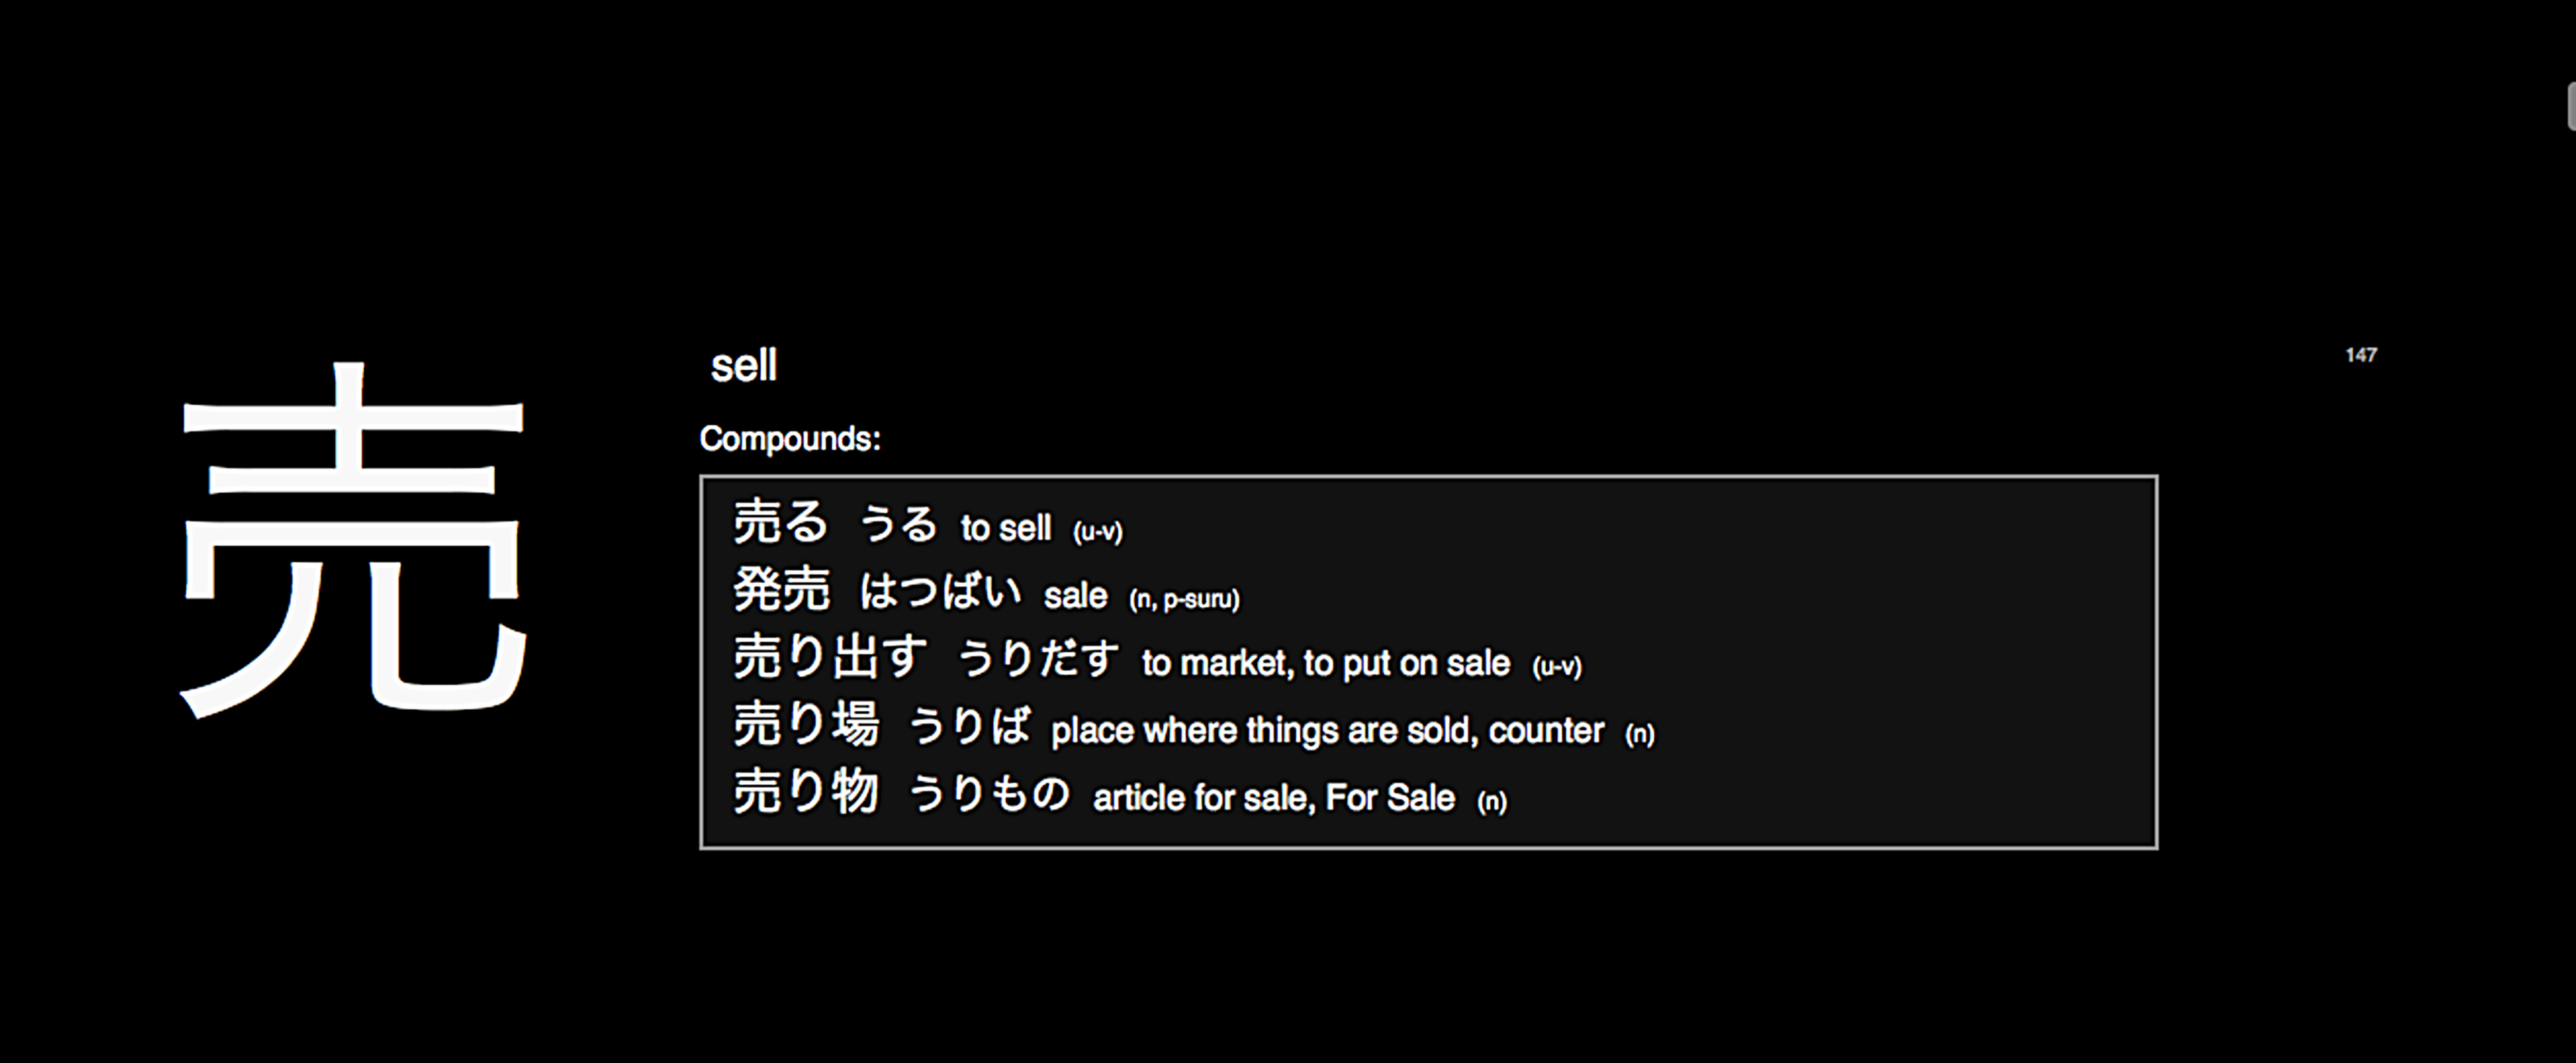 売
sell
147
Compounds:
売る うる to sell (u-v)
発売 はつばい sale (n, p-suru)
売り出す うりだす to market, to put on sale (u-v)
売り場 うりば place where things are sold, counter (n)
売り物 うりもの article for sale, For Sale (n)